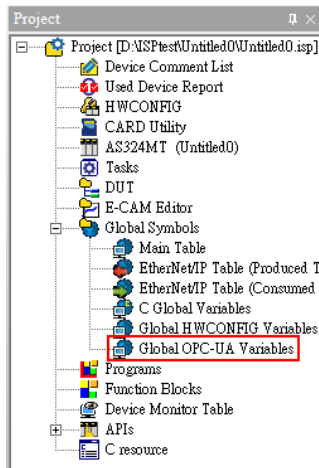 Project
Project [D:\ISPtest\Untitled0\Untitled0.isp]
Device Comment List
Used Device Report
HWCONFIG
CARD Utility
AS324MT (Untitled0)
Tasks
DUT
E-CAM Editor
Global Symbols
Main Table
EtherNet/IP Table (Produced T
EtherNet/IP Table (Consumed
C Global Variables
Global HWCONFIG Variables
Global OPC-UA Variables
Programs
Function Blocks
Device Monitor Table
APIs
C resource